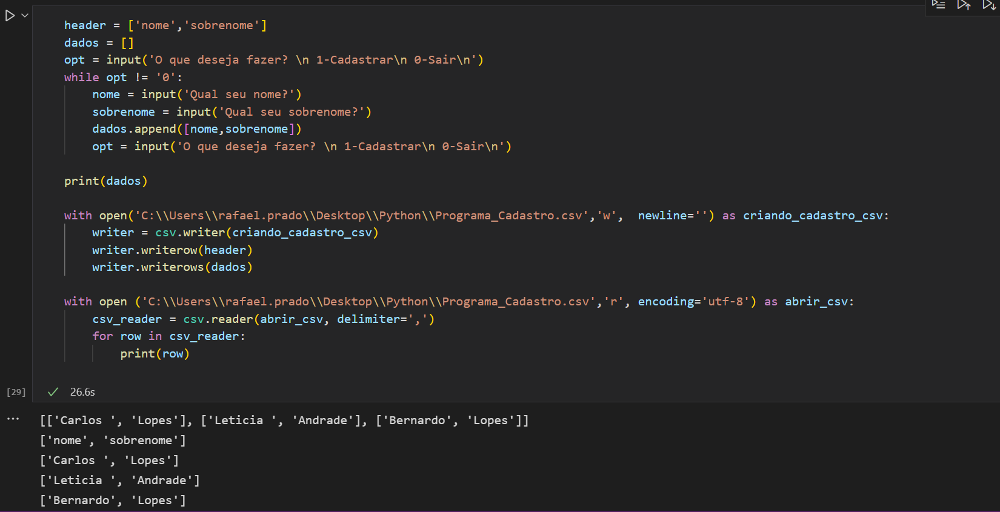 header = ['nome','sobrenome']
dados = []
opt = input('O que deseja fazer? \n 1-Cadastrar\n 0-Sair\n')
while opt != '0':
    nome = input('Qual seu nome?')
    sobrenome = input('Qual seu sobrenome?')
    dados.append([nome,sobrenome])
    opt = input('O que deseja fazer? \n 1-Cadastrar\n 0-Sair\n')
print(dados)
with open('C:\\Users\\rafael.prado\\Desktop\\Python\\Programa_Cadastro.csv','w',  newline='') as criando_cadastro_csv:
    writer = csv.writer(criando_cadastro_csv)
    writer.writerow(header)
    writer.writerows(dados)
with open ('C:\\Users\\rafael.prado\\Desktop\\Python\\Programa_Cadastro.csv','r', encoding='utf-8') as abrir_csv:
    csv_reader = csv.reader(abrir_csv, delimiter=',')
    for row in csv_reader:
        print(row)
[29] 26.6s
[['Carlos ', 'Lopes'], ['Leticia ', 'Andrade'], ['Bernardo', 'Lopes']]
['nome', 'sobrenome']
['Carlos ', 'Lopes']
['Leticia ', 'Andrade']
['Bernardo', 'Lopes']